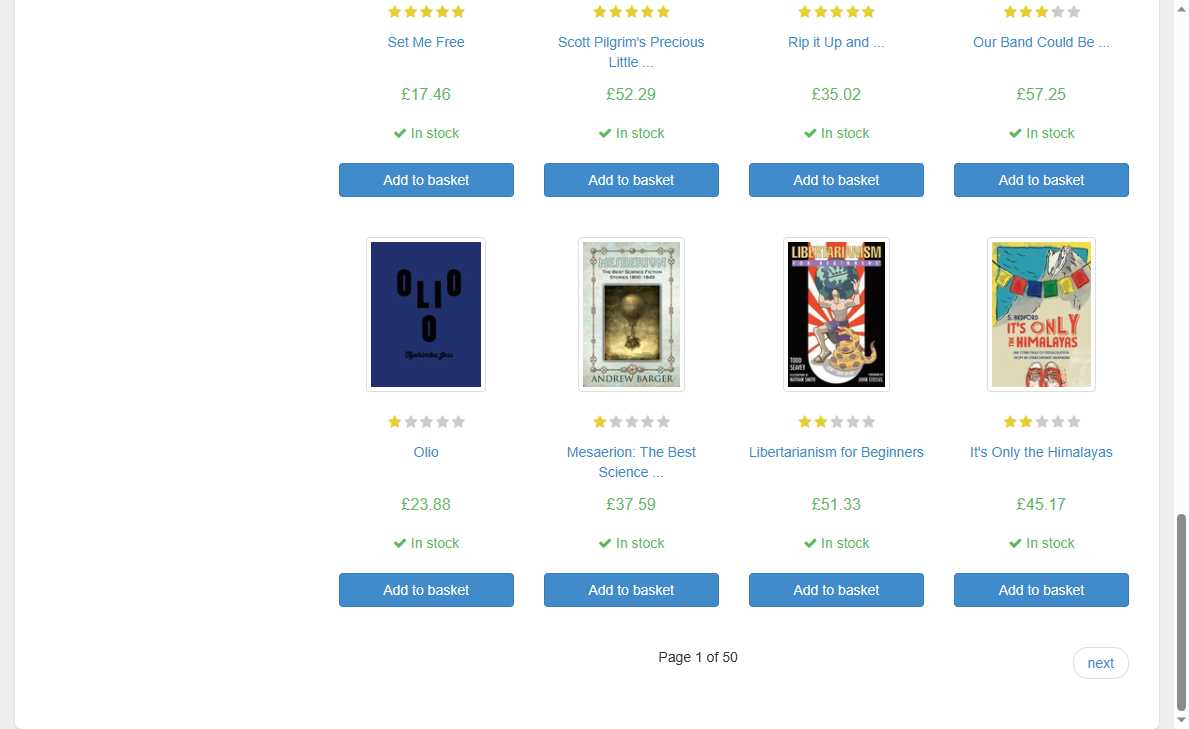 Set Me Free
Scott Pilgrim's Precious
Little ...
Rip it Up and ...
Our Band Could Be ...
£17.46
£52.29
£35.02
£57.25
In stock
In stock
In stock
In stock
Add to basket
Add to basket
Add to basket
Add to basket
OLIO
MESAERION
THE BEST SCIENCE FICTION
STORIES 1800-1849
ANDREW BARGER
LIBERTARIANISM
FOR BEGINNERS
TODD
SEAVEY
S. BEDFORD
IT'S ONLY
THE HIMALAYAS
Olio
Mesaerion: The Best
Science ...
Libertarianism for Beginners
It's Only the Himalayas
£23.88
£37.59
£51.33
£45.17
In stock
In stock
In stock
In stock
Add to basket
Add to basket
Add to basket
Add to basket
Page 1 of 50
next